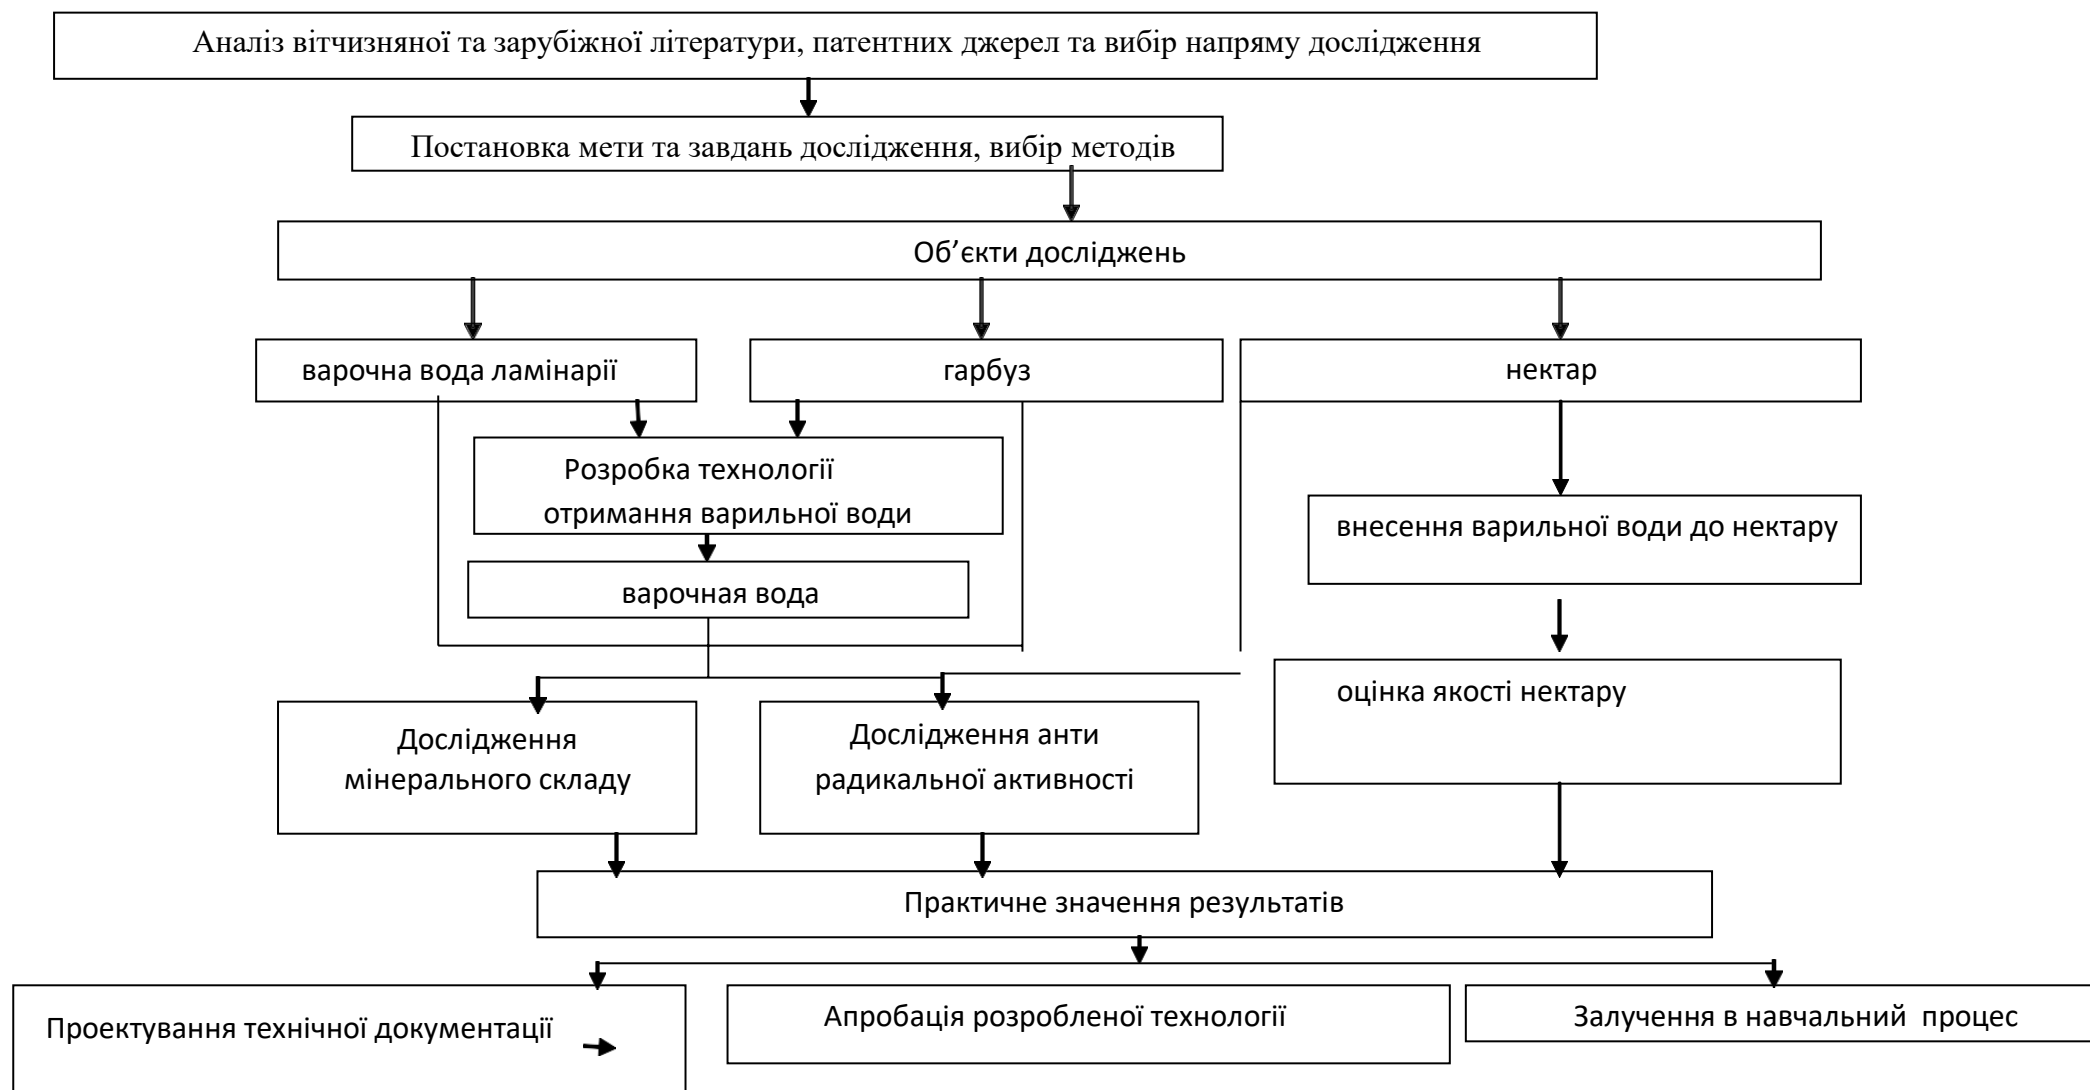 Аналіз вітчизняної та зарубіжної літератури, патентних джерел та вибір напряму дослідження
Постановка мети та завдань дослідження, вибір методів
Об’єкти досліджень
варочна вода ламінарії
гарбуз
нектар
Розробка технології
отримання варильної води
внесення варильної води до нектару
варочная вода
оцінка якості нектару
Дослідження
мінерального складу
Дослідження анти
радикальної активності
Практичне значення результатів
Проектування технічної документації
Апробація розробленої технології
Залучення в навчальний процес